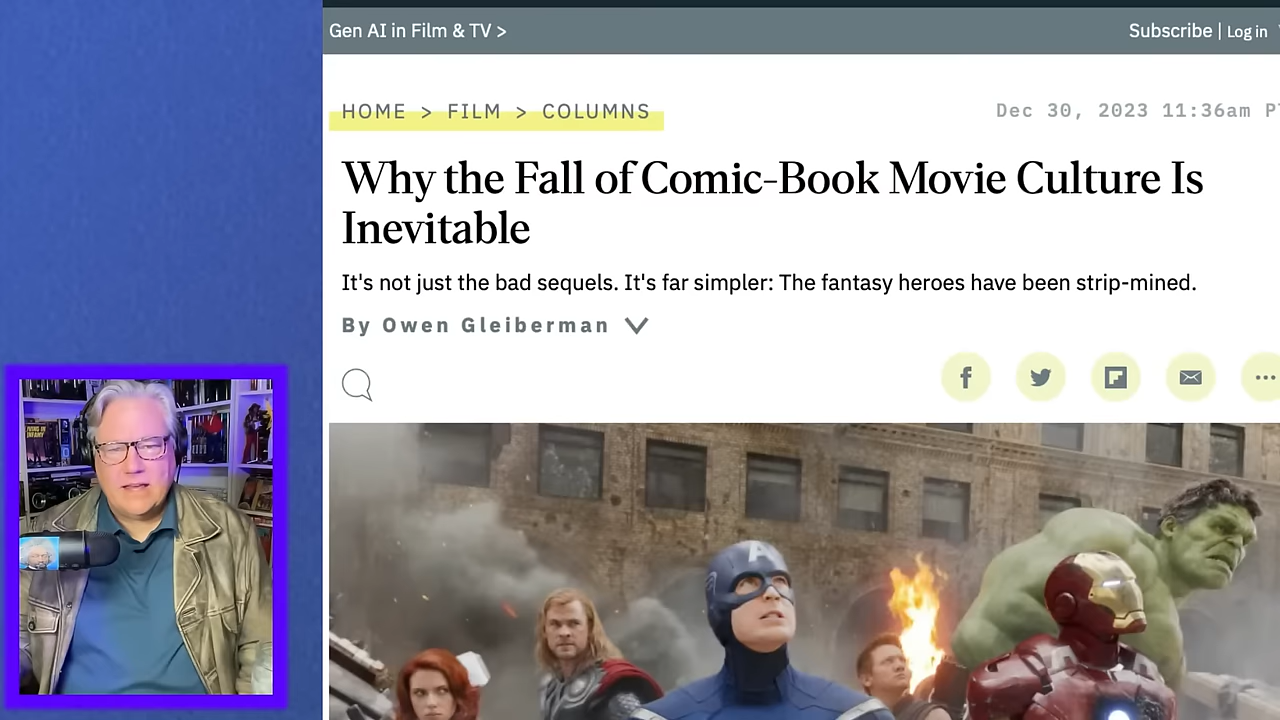 Gen AI in Film & TV >
Subscribe | Log in
HOME > FILM > COLUMNS
Dec 30, 2023 11:36am
Why the Fall of Comic-Book Movie Culture Is
Inevitable
It's not just the bad sequels. It's far simpler: The fantasy heroes have been strip-mined.
By Owen Gleiberman
A